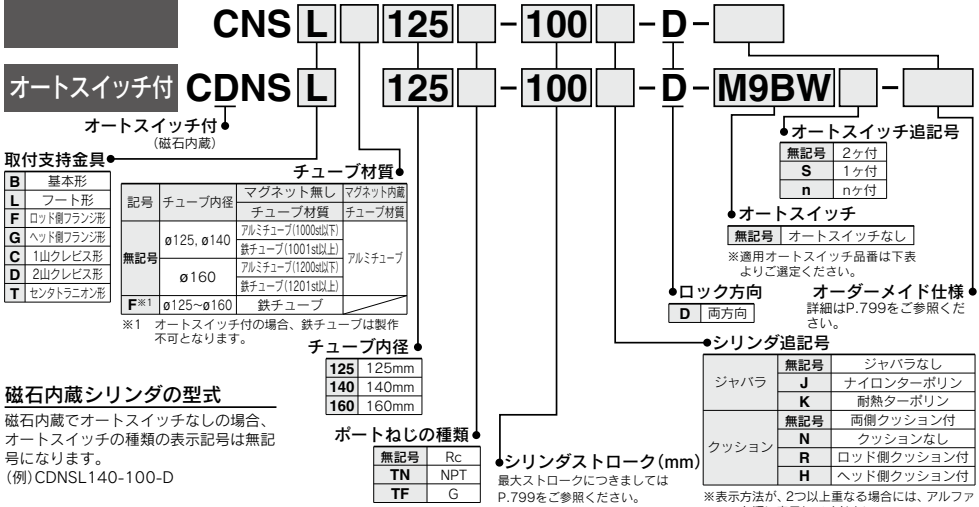 CNS L 125 - 100 - D -
オートスイッチ付 CDNS L 125 - 100 - D - M9BW -
オートスイッチ付
(磁石内蔵)
取付支持金具
B 基本形
L フート形
F ロッド側フランジ形
G ヘッド側フランジ形
C 1山クレビス形
D 2山クレビス形
T センタトラニオン形
チューブ材質
記号 チューブ内径 マグネット無し マグネット内蔵
チューブ材質 チューブ材質
無記号 ø125, ø140 アルミチューブ(1000st以下) アルミチューブ
鉄チューブ(1001st以上)
ø160 アルミチューブ(1200st以下)
鉄チューブ(1201st以上)
F※1 ø125~ø160 鉄チューブ
※1 オートスイッチ付の場合、鉄チューブは製作
不可となります。
チューブ内径
125 125mm
140 140mm
160 160mm
磁石内蔵シリンダの型式
磁石内蔵でオートスイッチなしの場合、
オートスイッチの種類の表示記号は無記
号になります。
(例)CDNSL140-100-D
ポートねじの種類
無記号 Rc
TN NPT
TF G
シリンダストローク(mm)
最大ストロークにつきましては
P.799をご参照ください。
オートスイッチ追記号
無記号 2ヶ付
S 1ヶ付
n nヶ付
オートスイッチ
無記号 オートスイッチなし
※適用オートスイッチ品番は下表
よりご選定ください。
ロック方向
D 両方向
オーダーメイド仕様
詳細はP.799をご参照くだ
さい。
シリンダ追記号
ジャバラ 無記号 ジャバラなし
J ナイロンターポリン
K 耐熱ターポリン
クッション 無記号 両側クッション付
N クッションなし
R ロッド側クッション付
H ヘッド側クッション付
※表示方法が、2つ以上重なる場合には、アルファ